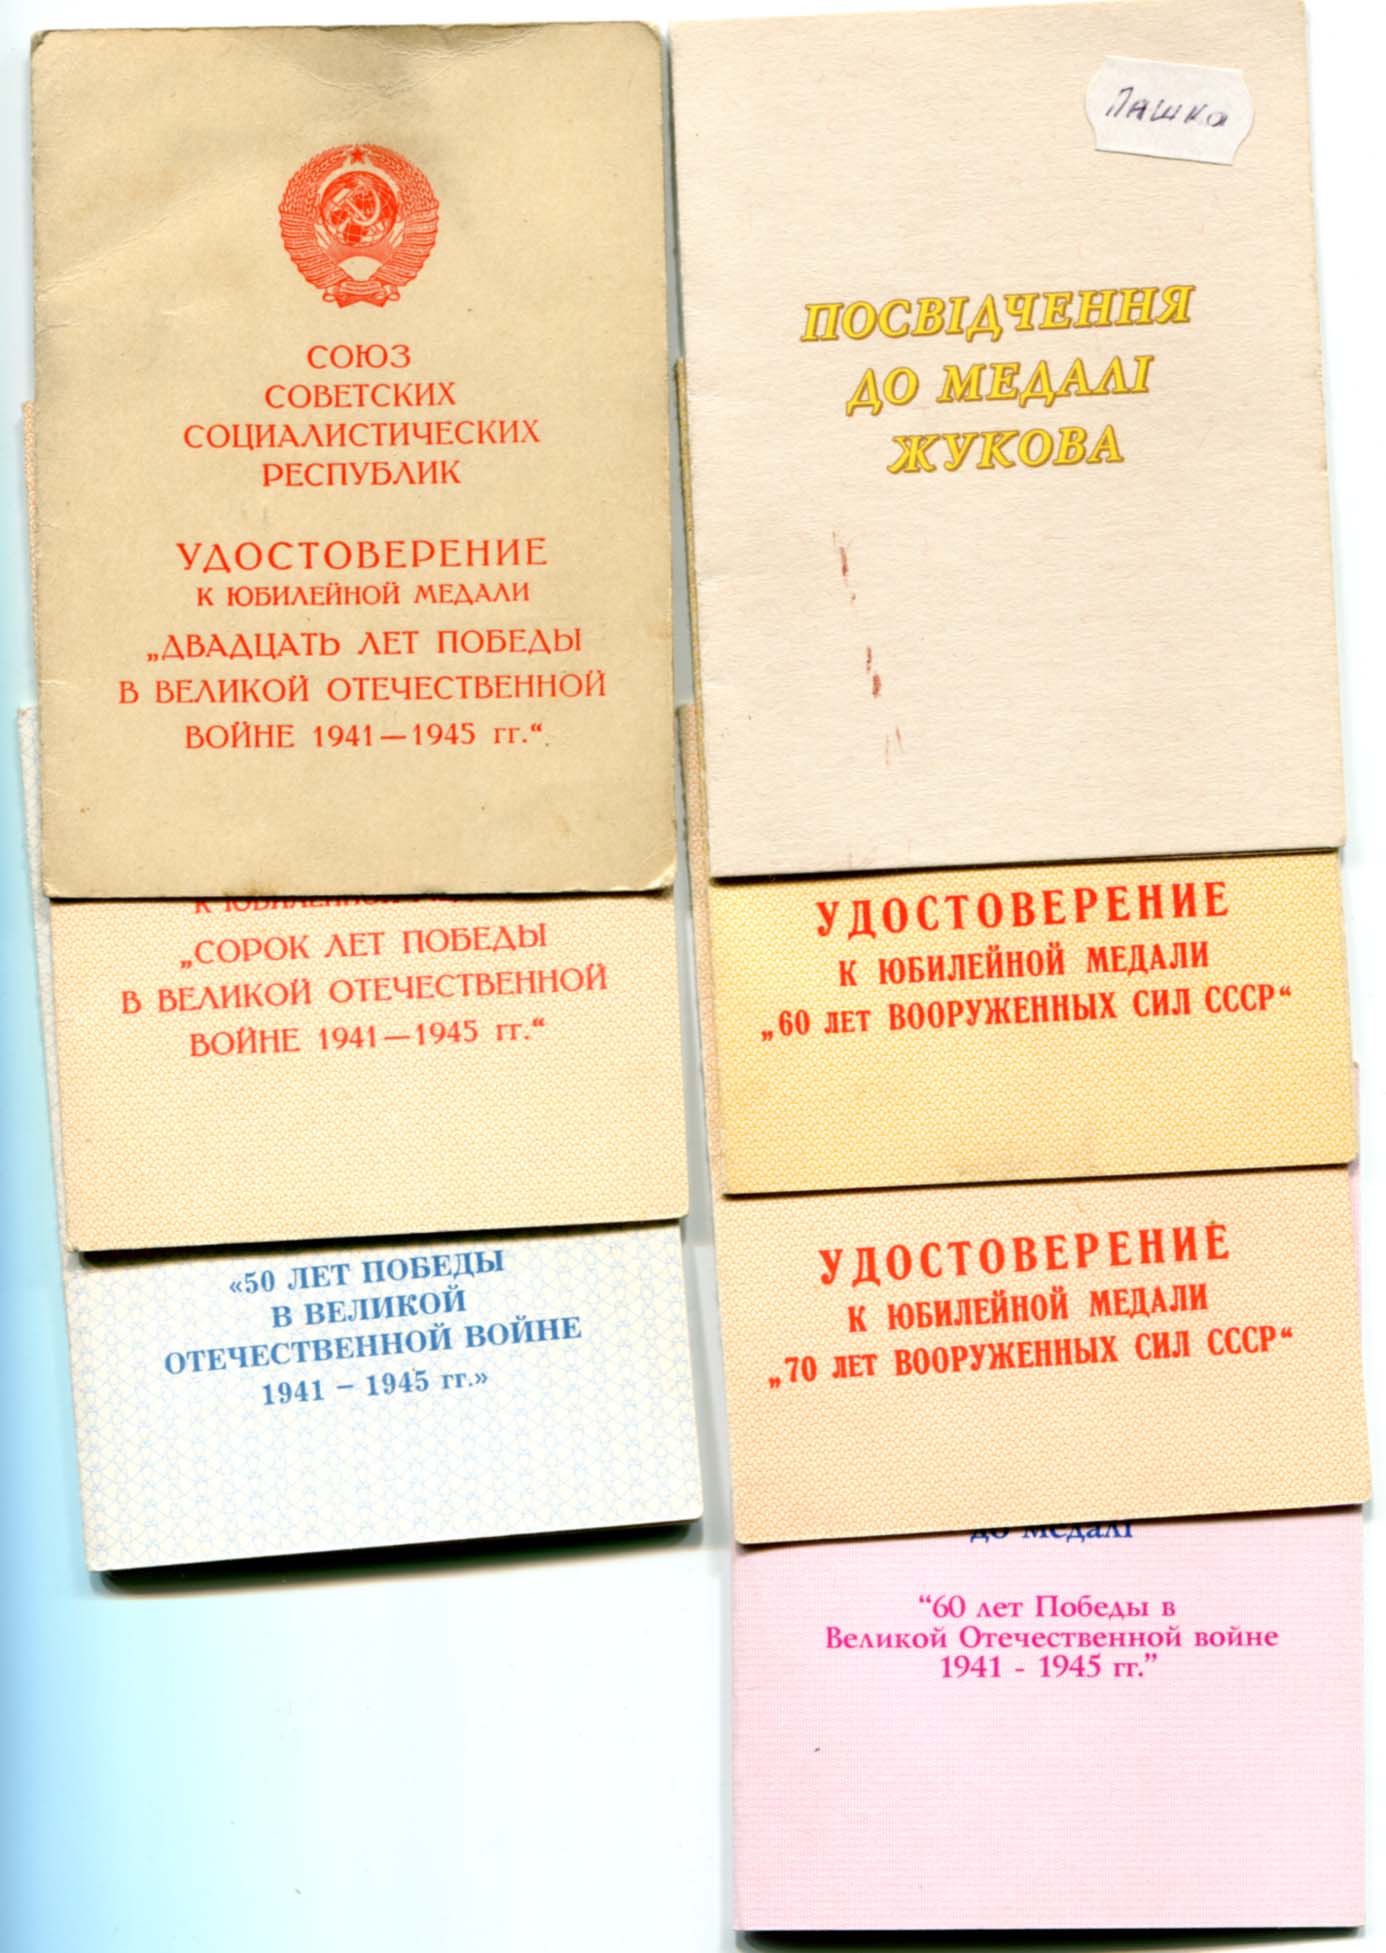 СОЮЗ
СОВЕТСКИХ
СОЦИАЛИСТИЧЕСКИХ
РЕСПУБЛИК
УДОСТОВЕРЕНИЕ
К ЮБИЛЕЙНОЙ МЕДАЛИ
„ДВАДЦАТЬ ЛЕТ ПОБЕДЫ
В ВЕЛИКОЙ ОТЕЧЕСТВЕННОЙ
ВОЙНЕ 1941—1945 гг.“
К ЮБИЛЕЙНОЙ
„СОРОК ЛЕТ ПОБЕДЫ
В ВЕЛИКОЙ ОТЕЧЕСТВЕННОЙ
ВОЙНЕ 1941—1945 гг.“
«50 ЛЕТ ПОБЕДЫ
В ВЕЛИКОЙ
ОТЕЧЕСТВЕННОЙ ВОЙНЕ
1941 – 1945 гг.»
Пашка
ПОСВІДЧЕННЯ
ДО МЕДАЛІ
ЖУКОВА
УДОСТОВЕРЕНИЕ
К ЮБИЛЕЙНОЙ МЕДАЛИ
„60 ЛЕТ ВООРУЖЕННЫХ СИЛ СССР“
УДОСТОВЕРЕНИЕ
К ЮБИЛЕЙНОЙ МЕДАЛИ
„70 ЛЕТ ВООРУЖЕННЫХ СИЛ СССР“
до медалі
“60 лет Победы в
Великой Отечественной войне
1941 - 1945 гг.”